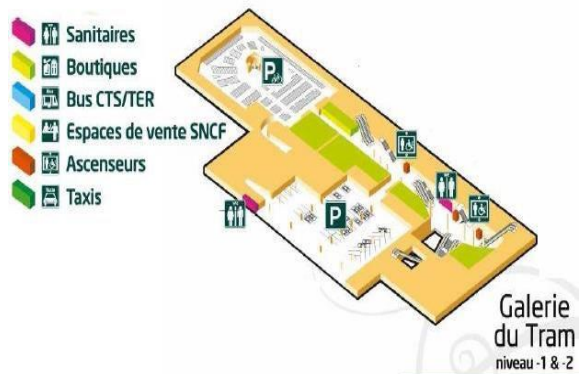 Sanitaires
Boutiques
Bus CTS/TER
Espaces de vente SNCF
Ascenseurs
Taxis
P
P
Galerie
du Tram
niveau -1 & -2